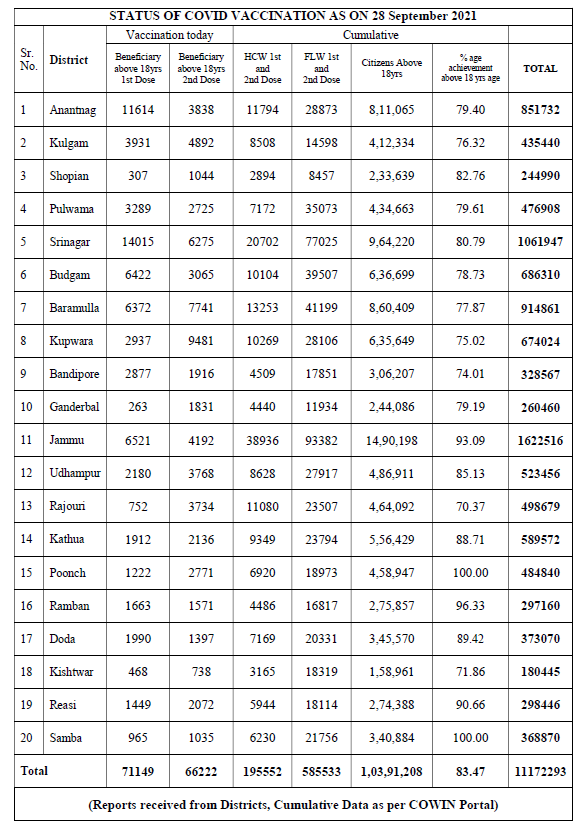 STATUS OF COVID VACCINATION AS ON 28 September 2021
Sr. No. District Vaccination today Cumulative
Beneficiary above 18yrs 1st Dose Beneficiary above 18yrs 2nd Dose HCW 1st and 2nd Dose FLW 1st and 2nd Dose Citizens Above 18yrs % age achievement above 18 yrs age TOTAL
1 Anantnag 11614 3838 11794 28873 8,11,065 79.40 851732
2 Kulgam 3931 4892 8508 14598 4,12,334 76.32 435440
3 Shopian 307 1044 2894 8457 2,33,639 82.76 244990
4 Pulwama 3289 2725 7172 35073 4,34,663 79.61 476908
5 Srinagar 14015 6275 20702 77025 9,64,220 80.79 1061947
6 Budgam 6422 3065 10104 39507 6,36,699 78.73 686310
7 Baramulla 6372 7741 13253 41199 8,60,409 77.87 914861
8 Kupwara 2937 9481 10269 28106 6,35,649 75.02 674024
9 Bandipore 2877 1916 4509 17851 3,06,207 74.01 328567
10 Ganderbal 263 1831 4440 11934 2,44,086 79.19 260460
11 Jammu 6521 4192 38936 93382 14,90,198 93.09 1622516
12 Udhampur 2180 3768 8628 27917 4,86,911 85.13 523456
13 Rajouri 752 3734 11080 23507 4,64,092 70.37 498679
14 Kathua 1912 2136 9349 23794 5,56,429 88.71 589572
15 Poonch 1222 2771 6920 18973 4,58,947 100.00 484840
16 Ramban 1663 1571 4486 16817 2,75,857 96.33 297160
17 Doda 1990 1397 7169 20331 3,45,570 89.42 373070
18 Kishtwar 468 738 3165 18319 1,58,961 71.86 180445
19 Reasi 1449 2072 5944 18114 2,74,388 90.66 298446
20 Samba 965 1035 6230 21756 3,40,884 100.00 368870
Total 71149 66222 195552 585533 1,03,91,208 83.47 11172293
(Reports received from Districts, Cumulative Data as per COWIN Portal)